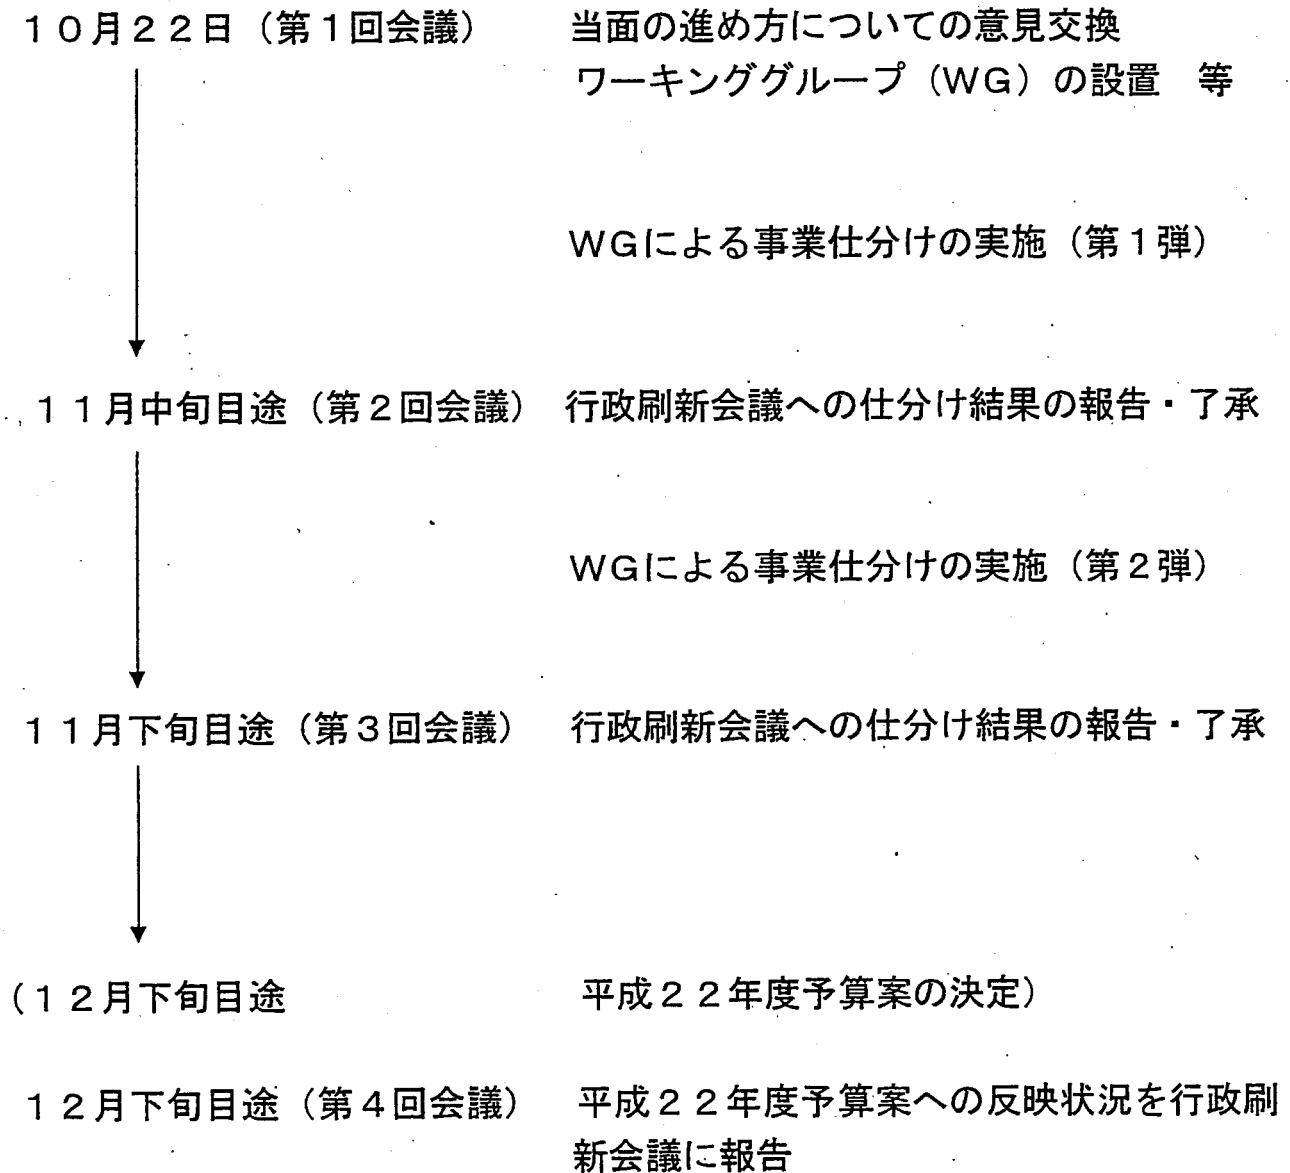 １０月２２日（第１回会議）　当面の進め方についての意見交換
ワーキンググループ（ＷＧ）の設置　等
ＷＧによる事業仕分けの実施（第１弾）
１１月中旬目途（第２回会議）　行政刷新会議への仕分け結果の報告・了承
ＷＧによる事業仕分けの実施（第２弾）
１１月下旬目途（第３回会議）　行政刷新会議への仕分け結果の報告・了承
（１２月下旬目途　平成２２年度予算案の決定）
１２月下旬目途（第４回会議）　平成２２年度予算案への反映状況を行政刷
新会議に報告